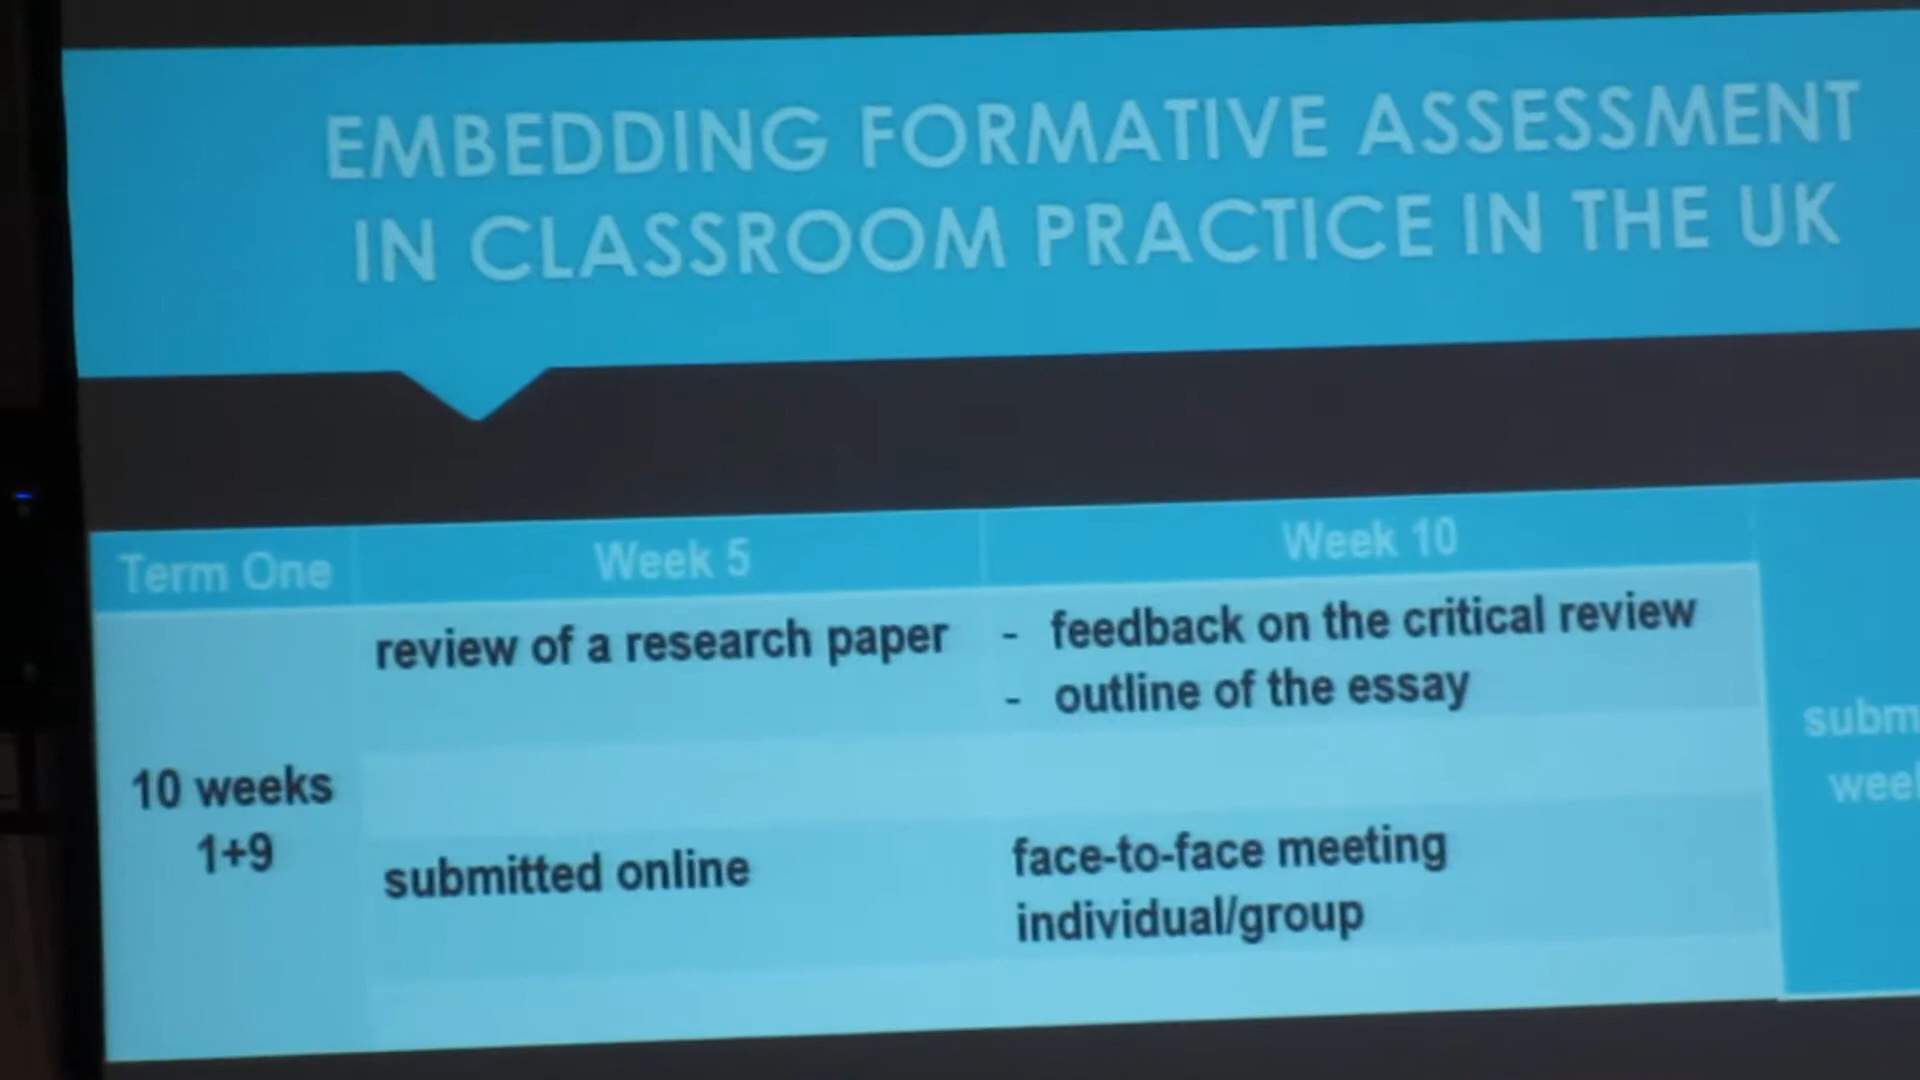 EMBEDDING FORMATIVE ASSESSMENT
IN CLASSROOM PRACTICE IN THE UK
Term One
Week 5
Week 10
review of a research paper
- feedback on the critical review
- outline of the essay
10 weeks
1+9
submitted online
face-to-face meeting
individual/group